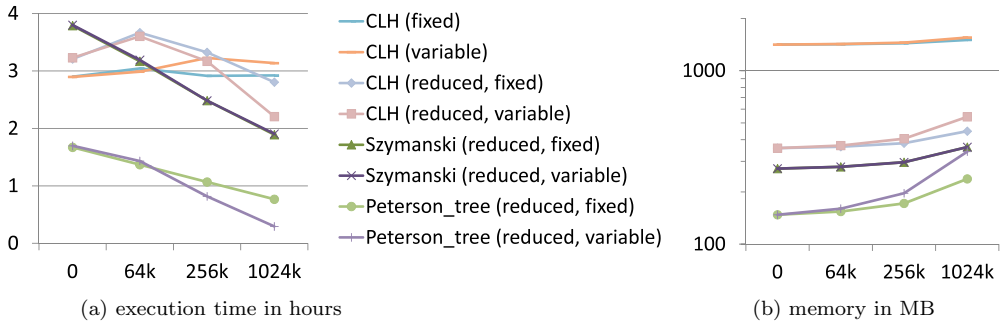 4
3
2
1
0
0 64k 256k 1024k
(a) execution time in hours
CLH (fixed)
CLH (variable)
CLH (reduced, fixed)
CLH (reduced, variable)
Szymanski (reduced, fixed)
Szymanski (reduced, variable)
Peterson_tree (reduced, fixed)
Peterson_tree (reduced, variable)
1000
100
0 64k 256k 1024k
(b) memory in MB